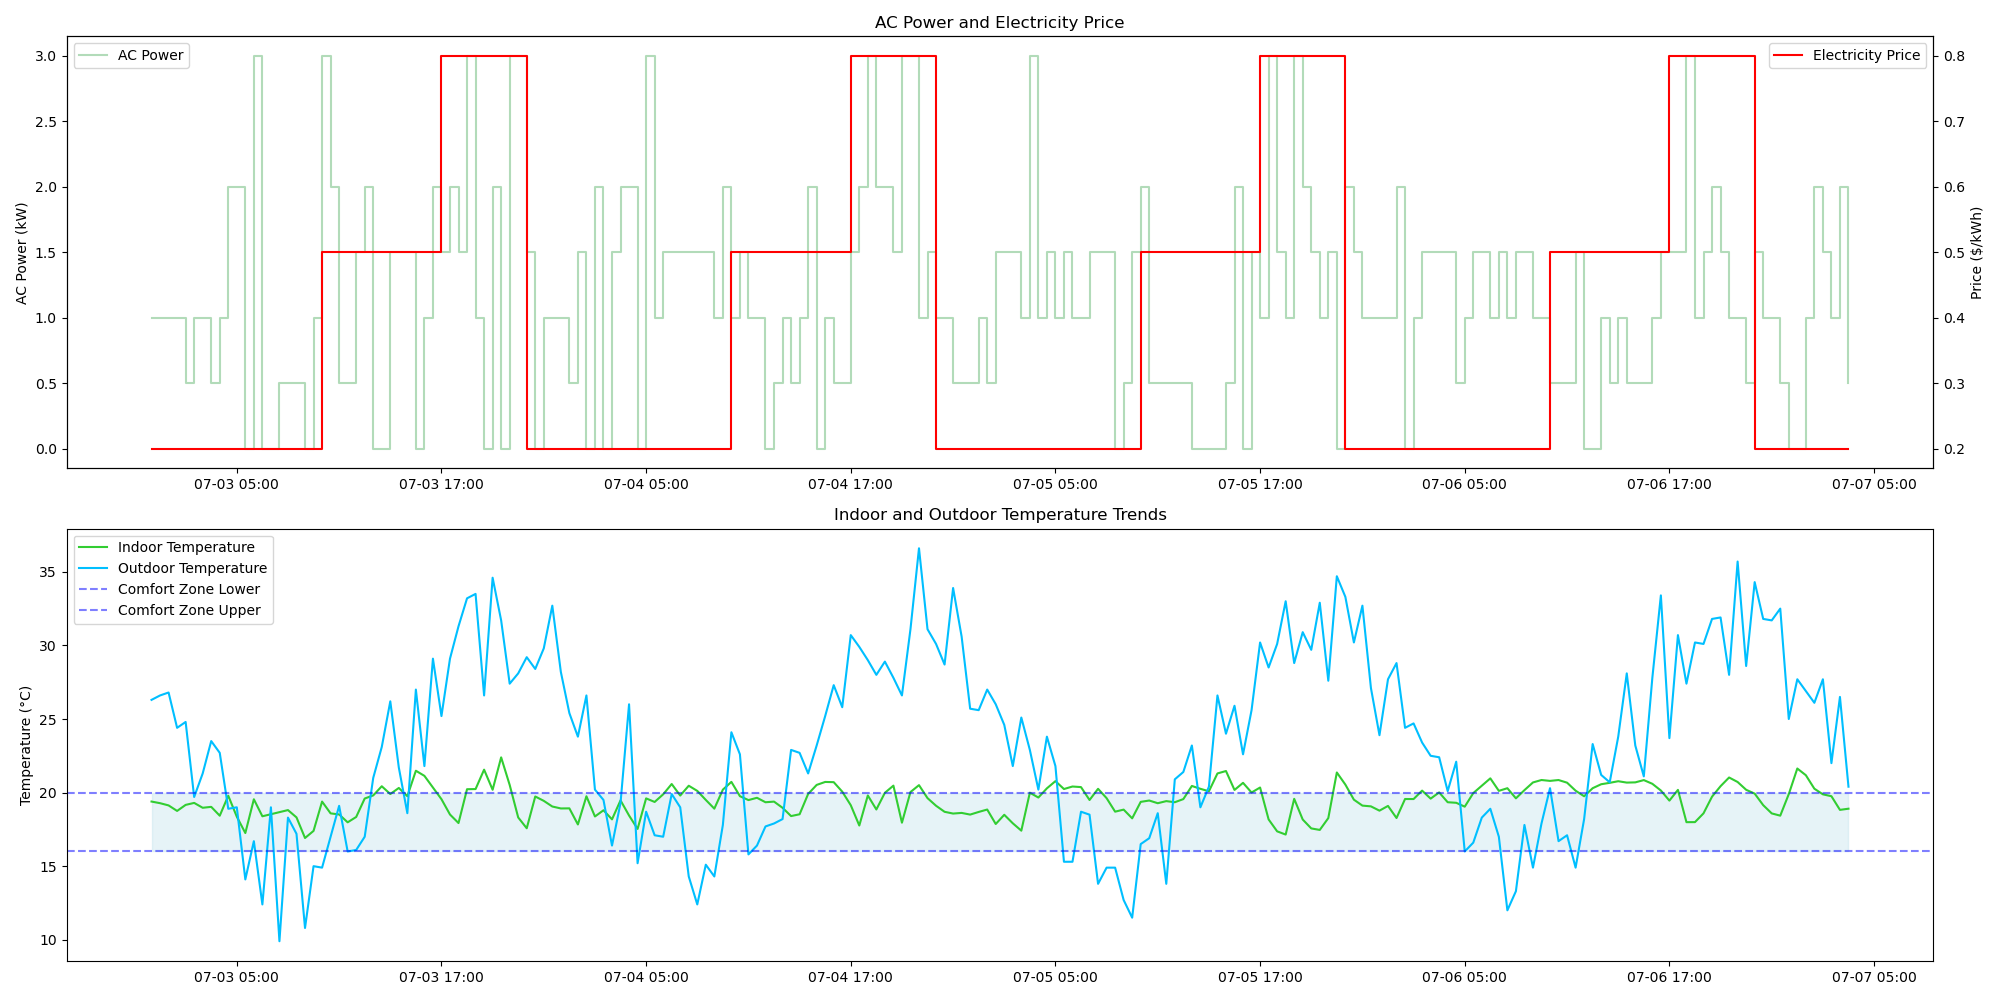 AC Power and Electricity Price
AC Power
Electricity Price
AC Power (kW)
3.0
2.5
2.0
1.5
1.0
0.5
0.0
0.8
0.7
0.6
0.5
0.4
0.3
0.2
Price ($/kWh)
07-03 05:00 07-03 17:00 07-04 05:00 07-04 17:00 07-05 05:00 07-05 17:00 07-06 05:00 07-06 17:00 07-07 05:00
Indoor and Outdoor Temperature Trends
Indoor Temperature
Outdoor Temperature
Comfort Zone Lower
Comfort Zone Upper
Temperature (°C)
35
30
25
20
15
10
07-03 05:00 07-03 17:00 07-04 05:00 07-04 17:00 07-05 05:00 07-05 17:00 07-06 05:00 07-06 17:00 07-07 05:00